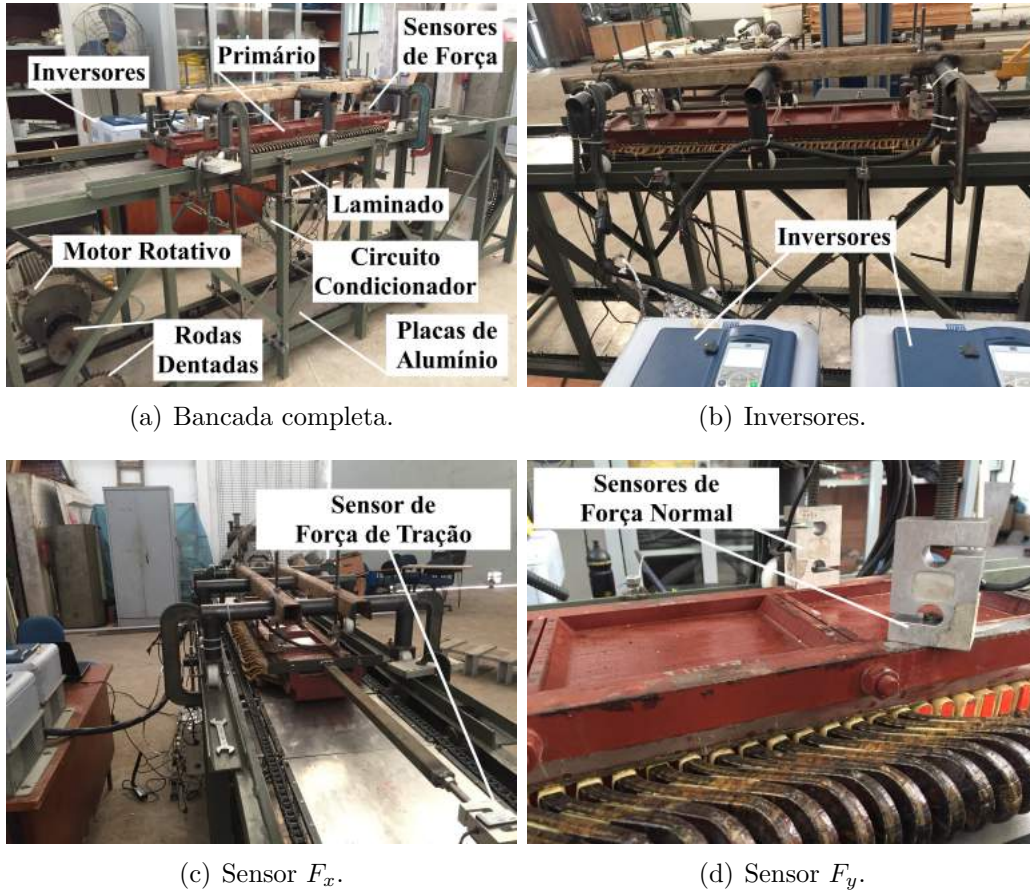 Inversores
Primário
Sensores
de Força
Laminado
Motor Rotativo
Circuito
Condicionador
Rodas
Dentadas
Placas de
Alumínio
(a) Bancada completa.
Inversores
(b) Inversores.
Sensor de
Força de Tração
(c) Sensor Fx.
Sensores de
Força Normal
(d) Sensor Fy.